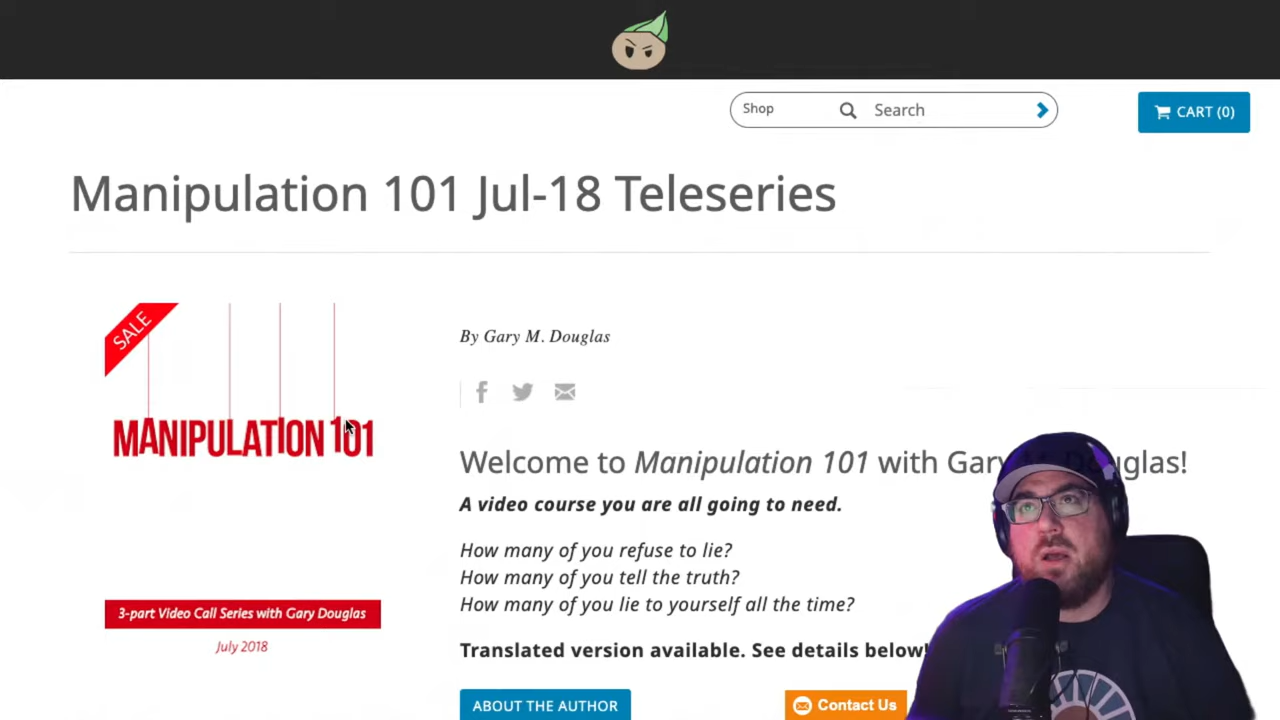 Shop
Search
CART (0)
Manipulation 101 Jul-18 Teleseries
SALE
MANIPULATION 101
3-part Video Call Series with Gary Douglas
July 2018
By Gary M. Douglas
Welcome to Manipulation 101 with Gary M. Douglas!
A video course you are all going to need.
How many of you refuse to lie?
How many of you tell the truth?
How many of you lie to yourself all the time?
Translated version available. See details below!
ABOUT THE AUTHOR
Contact Us